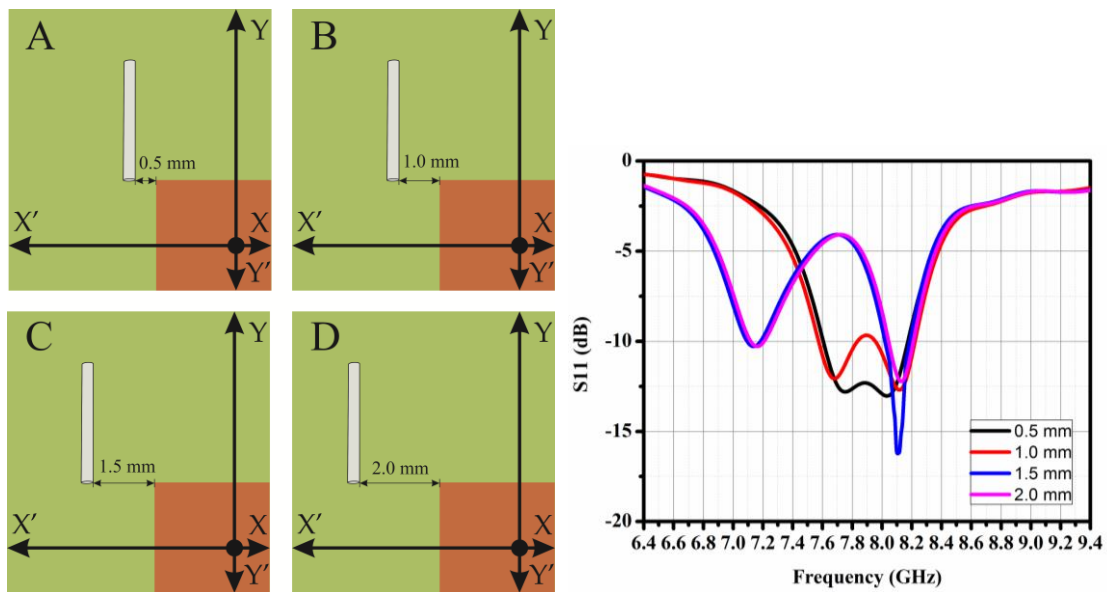 A
Y
0.5 mm
X′
X
Y′
B
Y
1.0 mm
X′
X
Y′
C
Y
1.5 mm
X′
X
Y′
D
Y
2.0 mm
X′
X
Y′
0
-5
-10
-15
-20
S11 (dB)
0.5 mm
1.0 mm
1.5 mm
2.0 mm
6.4 6.6 6.8 7.0 7.2 7.4 7.6 7.8 8.0 8.2 8.4 8.6 8.8 9.0 9.2 9.4
Frequency (GHz)